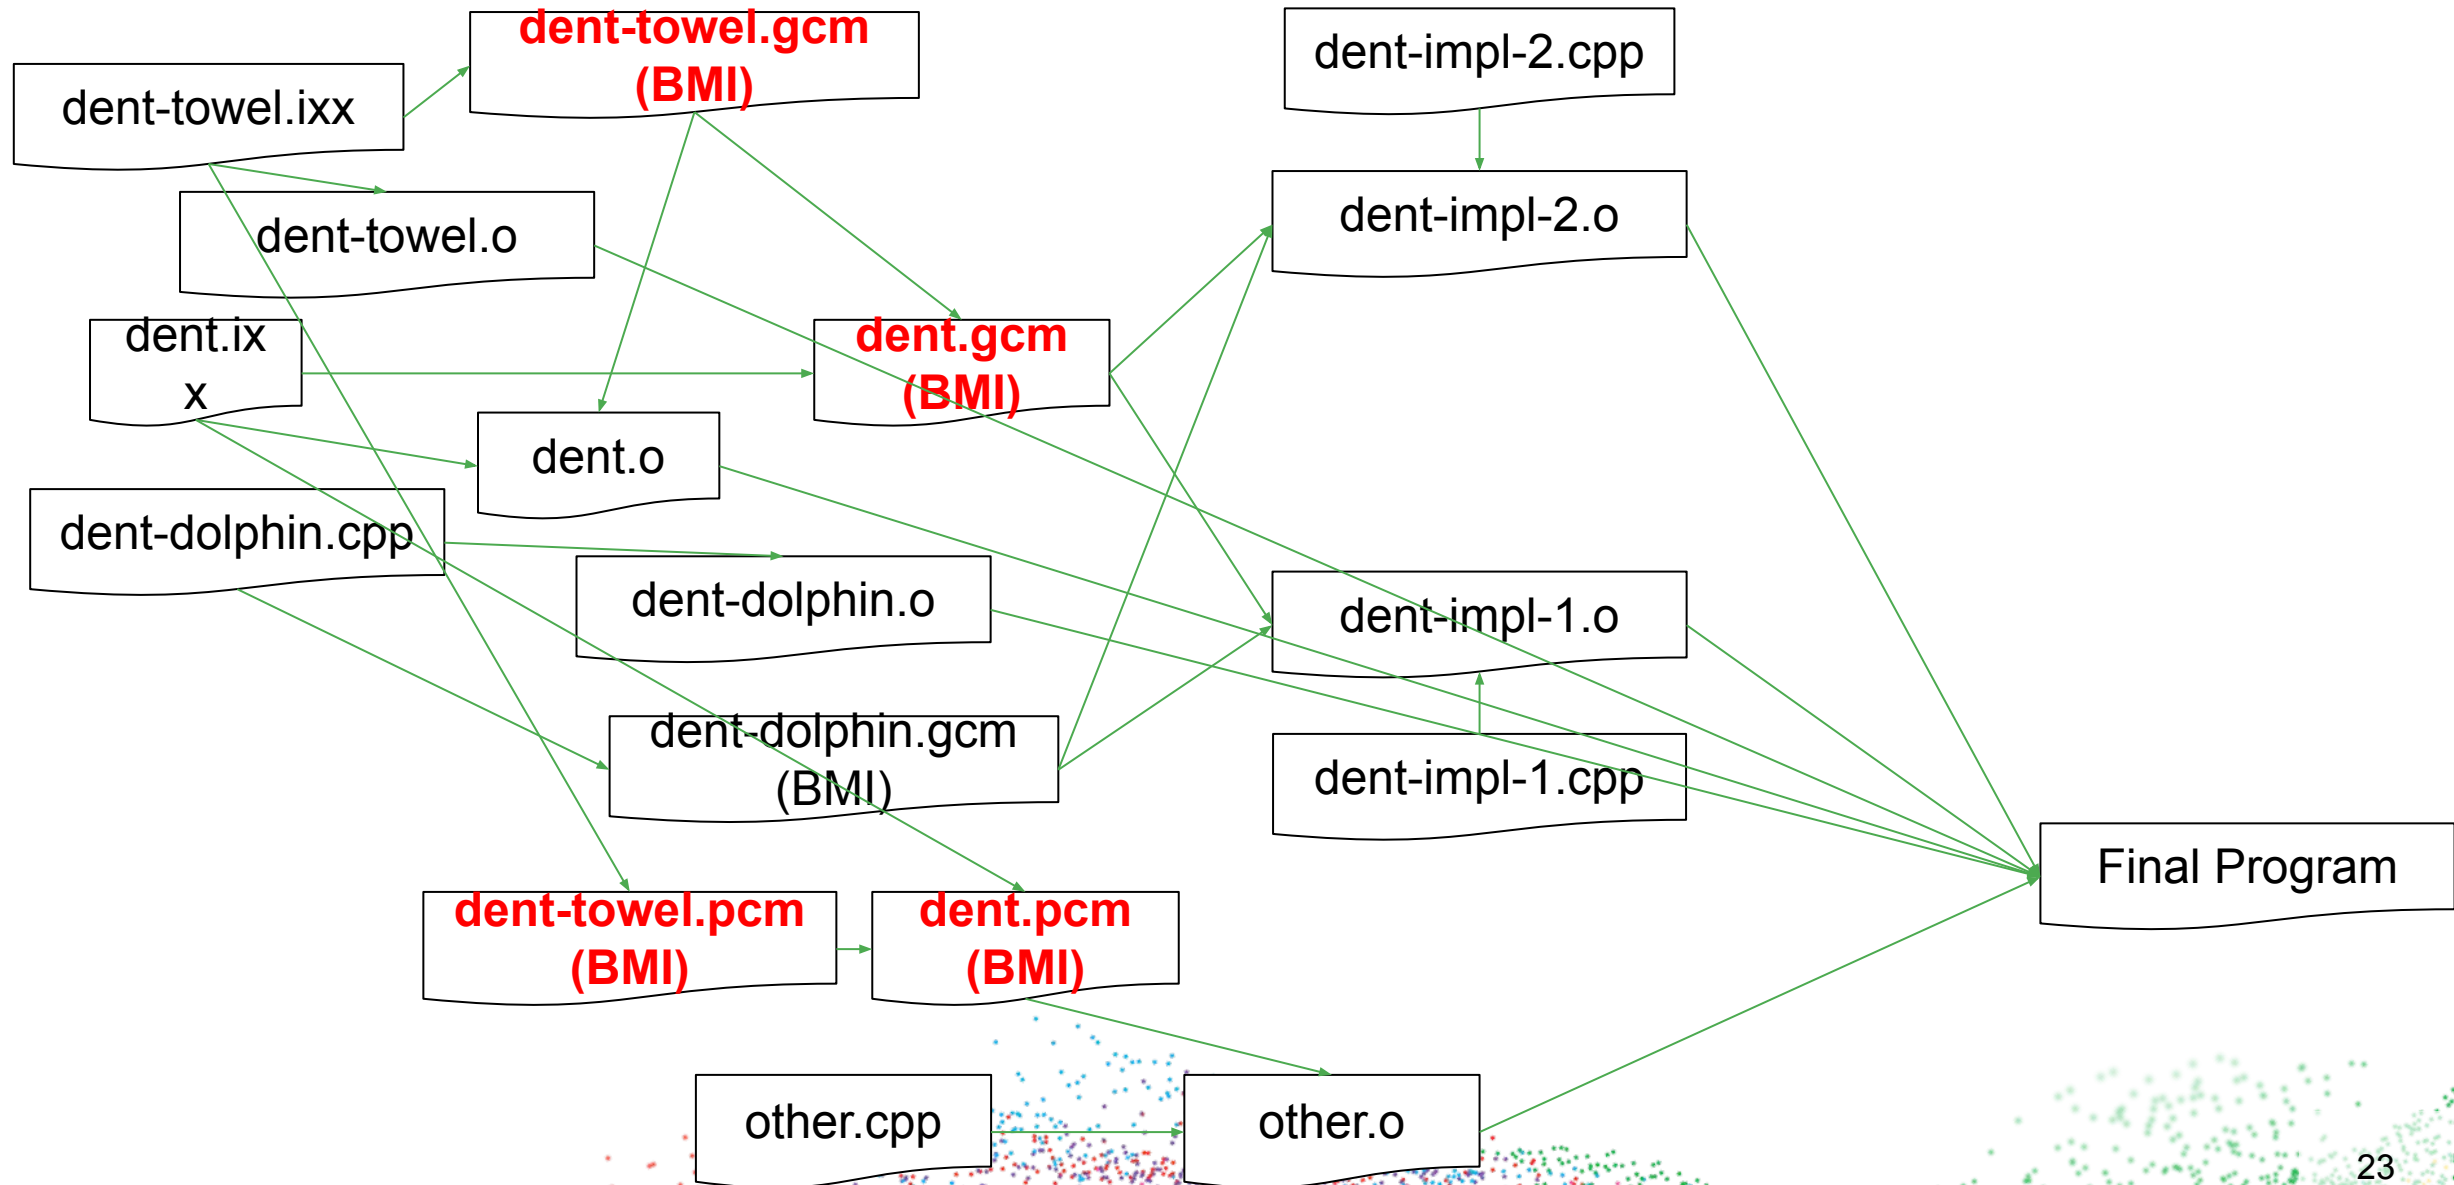 dent-towel.gcm
(BMI)
dent-impl-2.cpp
dent-towel.ixx
dent-impl-2.o
dent-towel.o
dent.ix
x
dent.gcm
(BMI)
dent.o
dent-dolphin.cpp
dent-dolphin.o
dent-impl-1.o
dent-dolphin.gcm
(BMI)
dent-impl-1.cpp
Final Program
dent-towel.pcm
(BMI)
dent.pcm
(BMI)
other.cpp
other.o
23